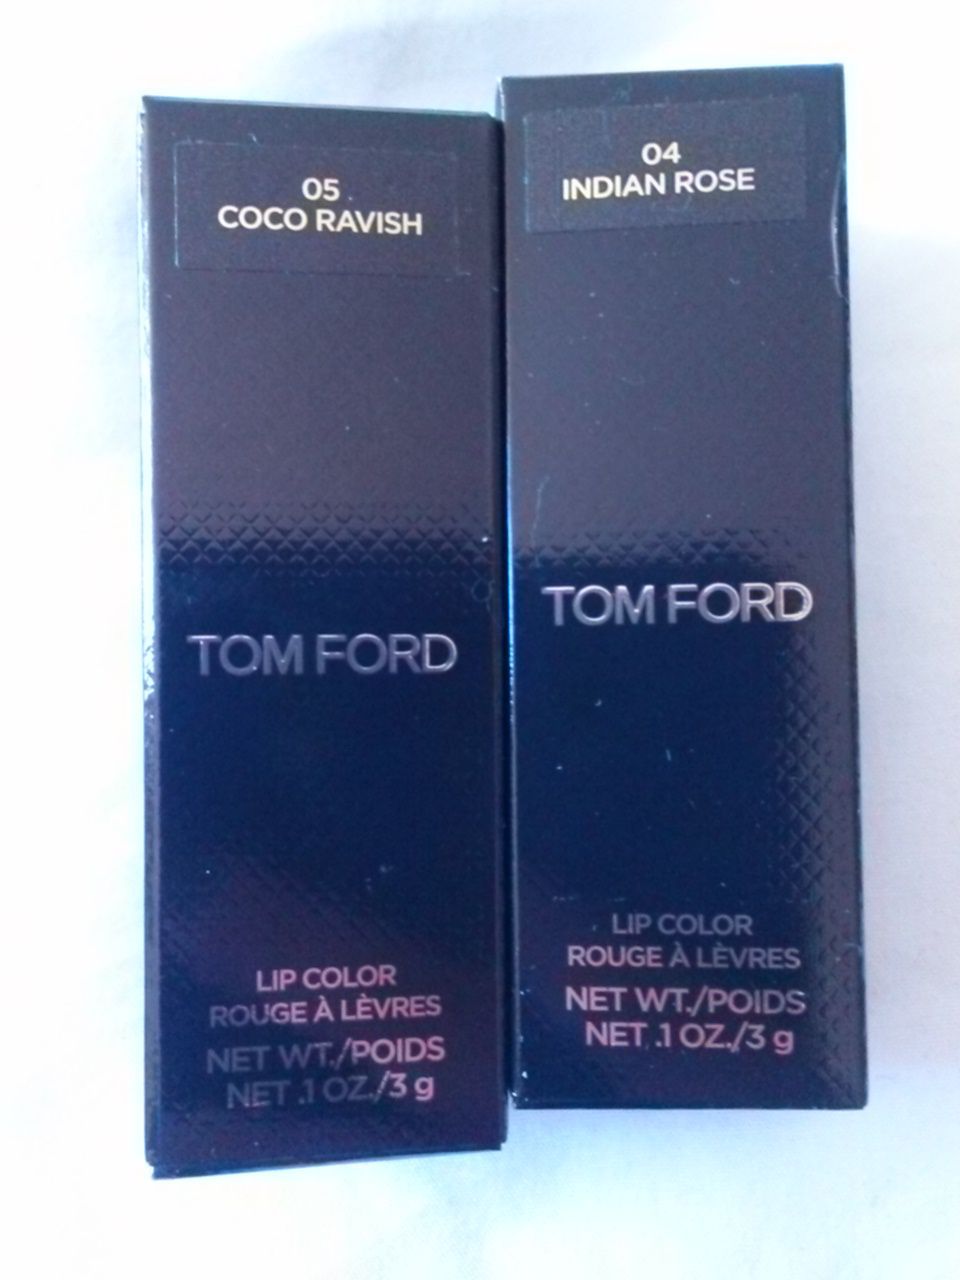 05
COCO RAVISH
TOM FORD
LIP COLOR
ROUGE À LÈVRES
NET WT./POIDS
NET .1 OZ./3 g
04
INDIAN ROSE
TOM FORD
LIP COLOR
ROUGE À LÈVRES
NET WT./POIDS
NET .1 OZ./3 g